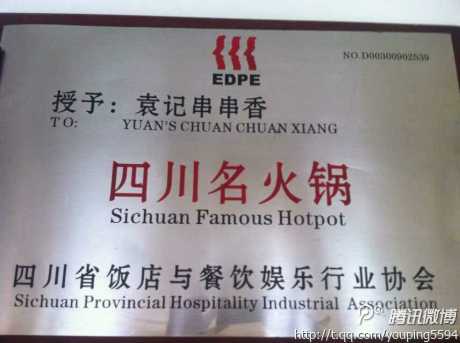 EDPE
NO.D00300902539
授予：袁记串串香
TO: YUAN'S CHUAN CHUAN XIANG
四川名火锅
Sichuan Famous Hotpot
四川省饭店与餐饮娱乐行业协会
Sichuan Provincial Hospitality Industrial Association
腾讯微博
http://t.qq.com/youping5594